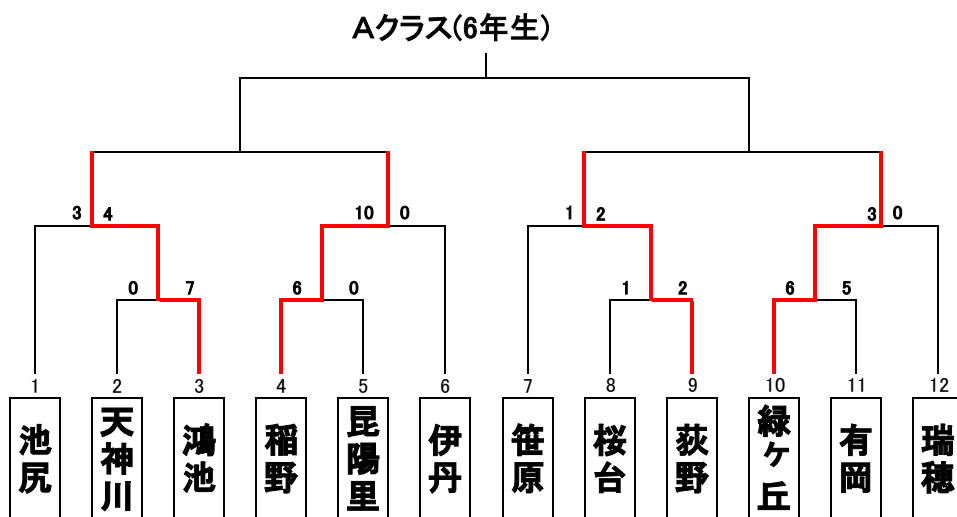 Aクラス(6年生)
3 4 10 0 1 2 3 0
0 7 6 0 1 2 6 5
1 2 3 4 5 6 7 8 9 10 11 12
池尻
天神川
鴻池
稲野
昆陽里
伊丹
笹原
桜台
荻野
緑ヶ丘
有岡
瑞穂